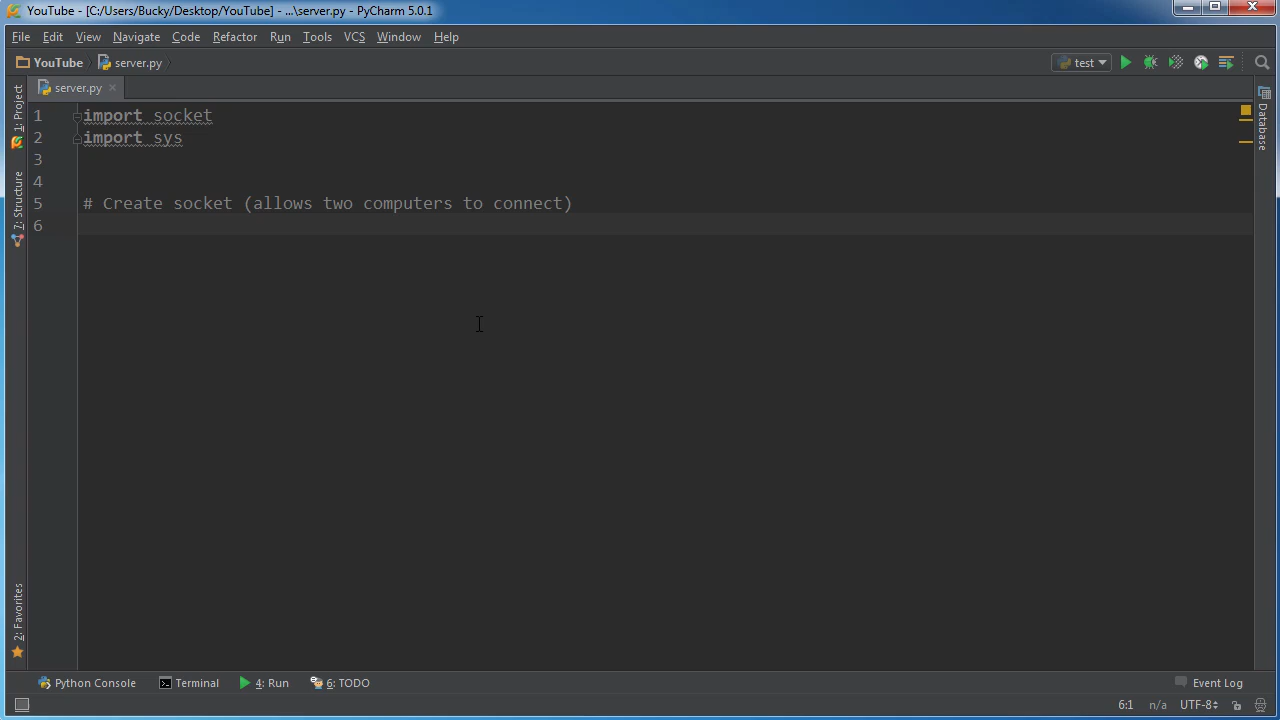 YouTube - [C:/Users/Bucky/Desktop/YouTube] - ...\server.py - PyCharm 5.0.1
File Edit View Navigate Code Refactor Run Tools VCS Window Help
YouTube server.py test
server.py
1: Project
7: Structure
2: Favorites
Database
1 import socket
2 import sys
3
4
5 # Create socket (allows two computers to connect)
6
Python Console Terminal 4: Run 6: TODO Event Log
6:1 n/a UTF-8